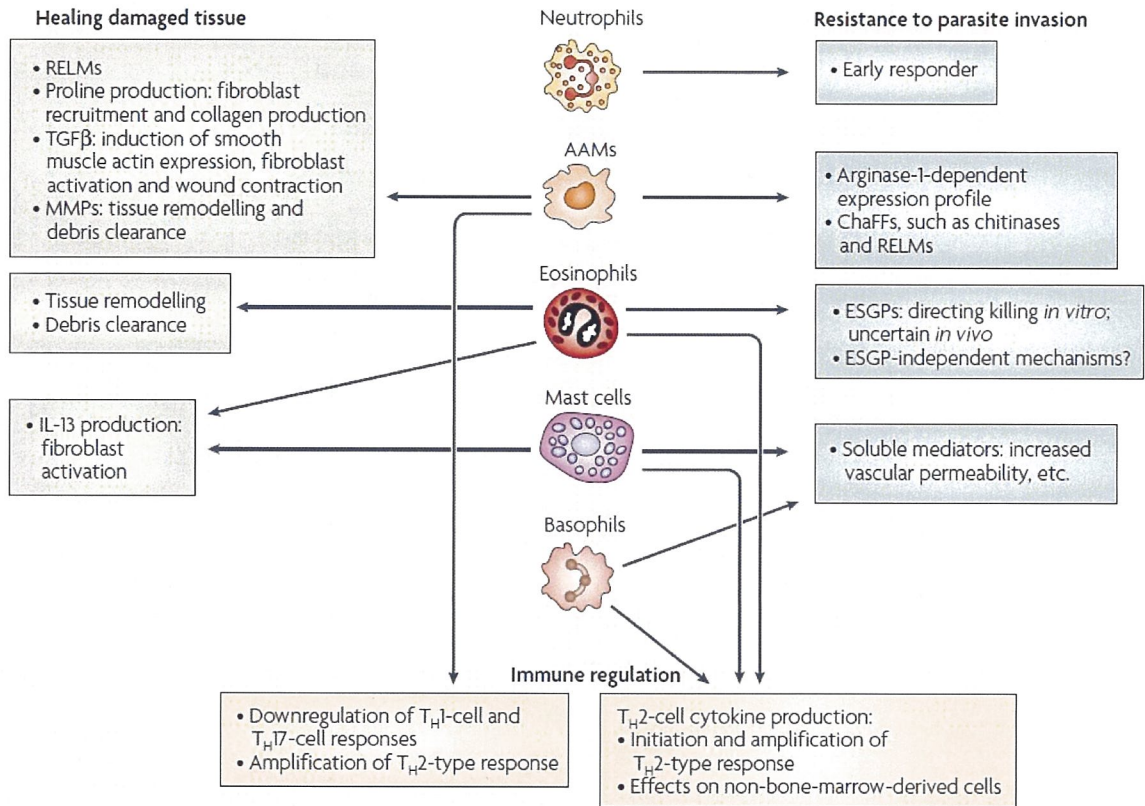 Healing damaged tissue
• RELMs
• Proline production: fibroblast
recruitment and collagen production
• TGFβ: induction of smooth
muscle actin expression, fibroblast
activation and wound contraction
• MMPs: tissue remodelling and
debris clearance
• Tissue remodelling
• Debris clearance
• IL-13 production:
fibroblast
activation
Neutrophils
AAMs
Eosinophils
Mast cells
Basophils
Resistance to parasite invasion
• Early responder
• Arginase-1-dependent
expression profile
• ChaFFs, such as chitinases
and RELMs
• ESGPs: directing killing in vitro;
uncertain in vivo
• ESGP-independent mechanisms?
• Soluble mediators: increased
vascular permeability, etc.
Immune regulation
• Downregulation of TH1-cell and
TH17-cell responses
• Amplification of TH2-type response
TH2-cell cytokine production:
• Initiation and amplification of
TH2-type response
• Effects on non-bone-marrow-derived cells